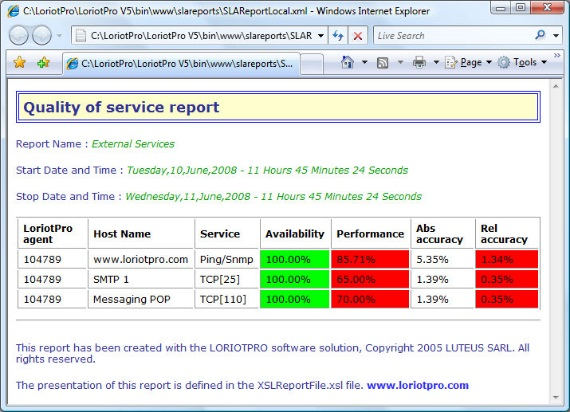 C:\LoriotPro\LoriotPro V5\bin\www\slareports\SLAReportLocal.xml - Windows Internet Explorer
C:\LoriotPro\LoriotPro V5\bin\www\slareports\SLAR
Live Search
C:\LoriotPro\LoriotPro V5\bin\www\slareports\S...
Page Tools
Quality of service report
Report Name : External Services
Start Date and Time : Tuesday,10,June,2008 - 11 Hours 45 Minutes 24 Seconds
Stop Date and Time : Wednesday,11,June,2008 - 11 Hours 45 Minutes 24 Seconds
LoriotPro agent Host Name Service Availability Performance Abs accuracy Rel accuracy
104789 www.loriotpro.com Ping/Snmp 100.00% 85.71% 5.35% 1.34%
104789 SMTP 1 TCP[25] 100.00% 65.00% 1.39% 0.35%
104789 Messaging POP TCP[110] 100.00% 70.00% 1.39% 0.35%
This report has been created with the LORIOTPRO software solution, Copyright 2005 LUTEUS SARL. All
rights reserved.
The presentation of this report is defined in the XSLReportFile.xsl file. www.loriotpro.com